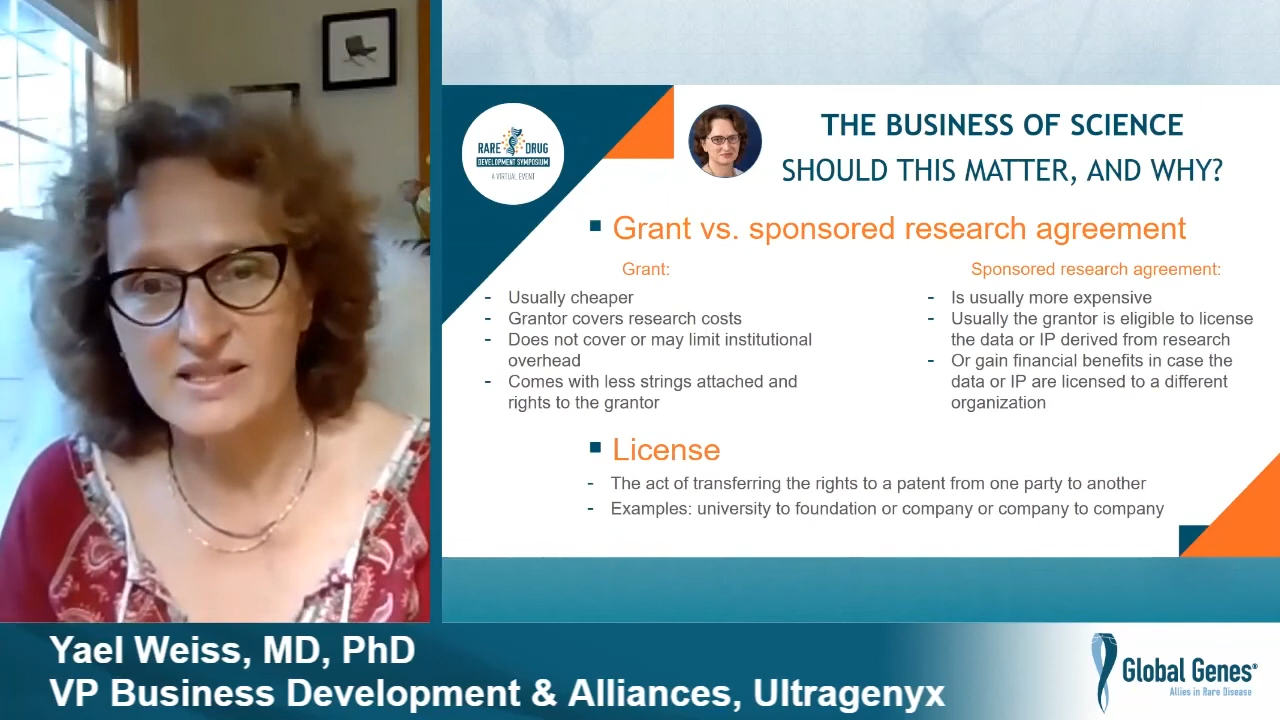 RARE DRUG
DEVELOPMENT SYMPOSIUM
A VIRTUAL EVENT
THE BUSINESS OF SCIENCE
SHOULD THIS MATTER, AND WHY?
▪ Grant vs. sponsored research agreement
Grant:
- Usually cheaper
- Grantor covers research costs
- Does not cover or may limit institutional
overhead
- Comes with less strings attached and
rights to the grantor
Sponsored research agreement:
- Is usually more expensive
- Usually the grantor is eligible to license
the data or IP derived from research
- Or gain financial benefits in case the
data or IP are licensed to a different
organization
▪ License
- The act of transferring the rights to a patent from one party to another
- Examples: university to foundation or company or company to company
Yael Weiss, MD, PhD
VP Business Development & Alliances, Ultragenyx
Global Genes®
Allies in Rare Disease